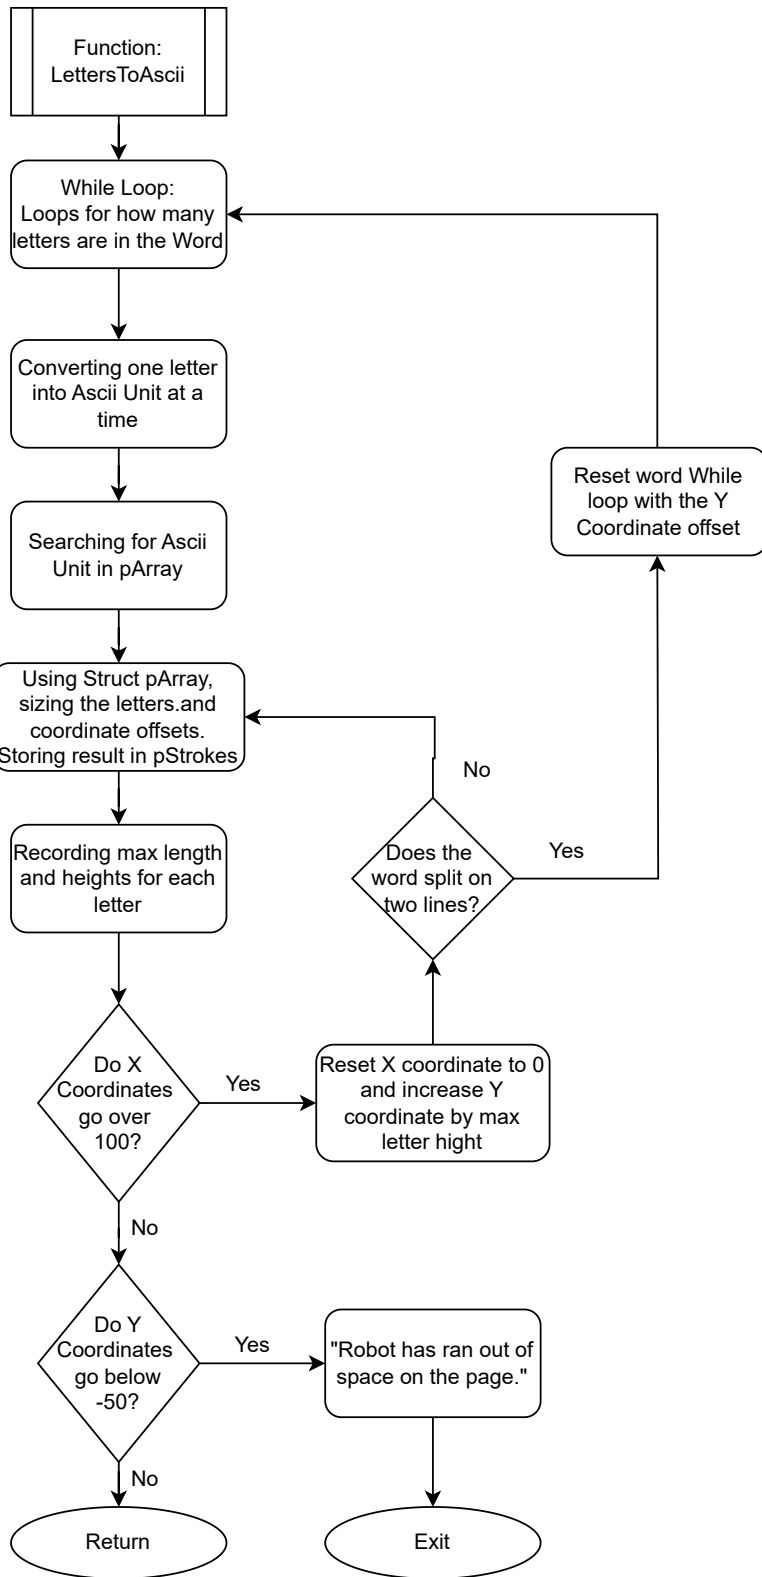 Function:
LettersToAscii
While Loop:
Loops for how many
letters are in the Word
Converting one letter
into Ascii Unit at a
time
Searching for Ascii
Unit in pArray
Using Struct pArray,
sizing the letters.and
coordinate offsets.
Storing result in pStrokes
Recording max length
and heights for each
letter
Do X
Coordinates
go over
100?
Yes
Reset X coordinate to 0
and increase Y
coordinate by max
letter hight
Does the
word split on
two lines?
No
Yes
Reset word While
loop with the Y
Coordinate offset
No
Do Y
Coordinates
go below
-50?
Yes
"Robot has ran out of
space on the page."
No
Return
Exit